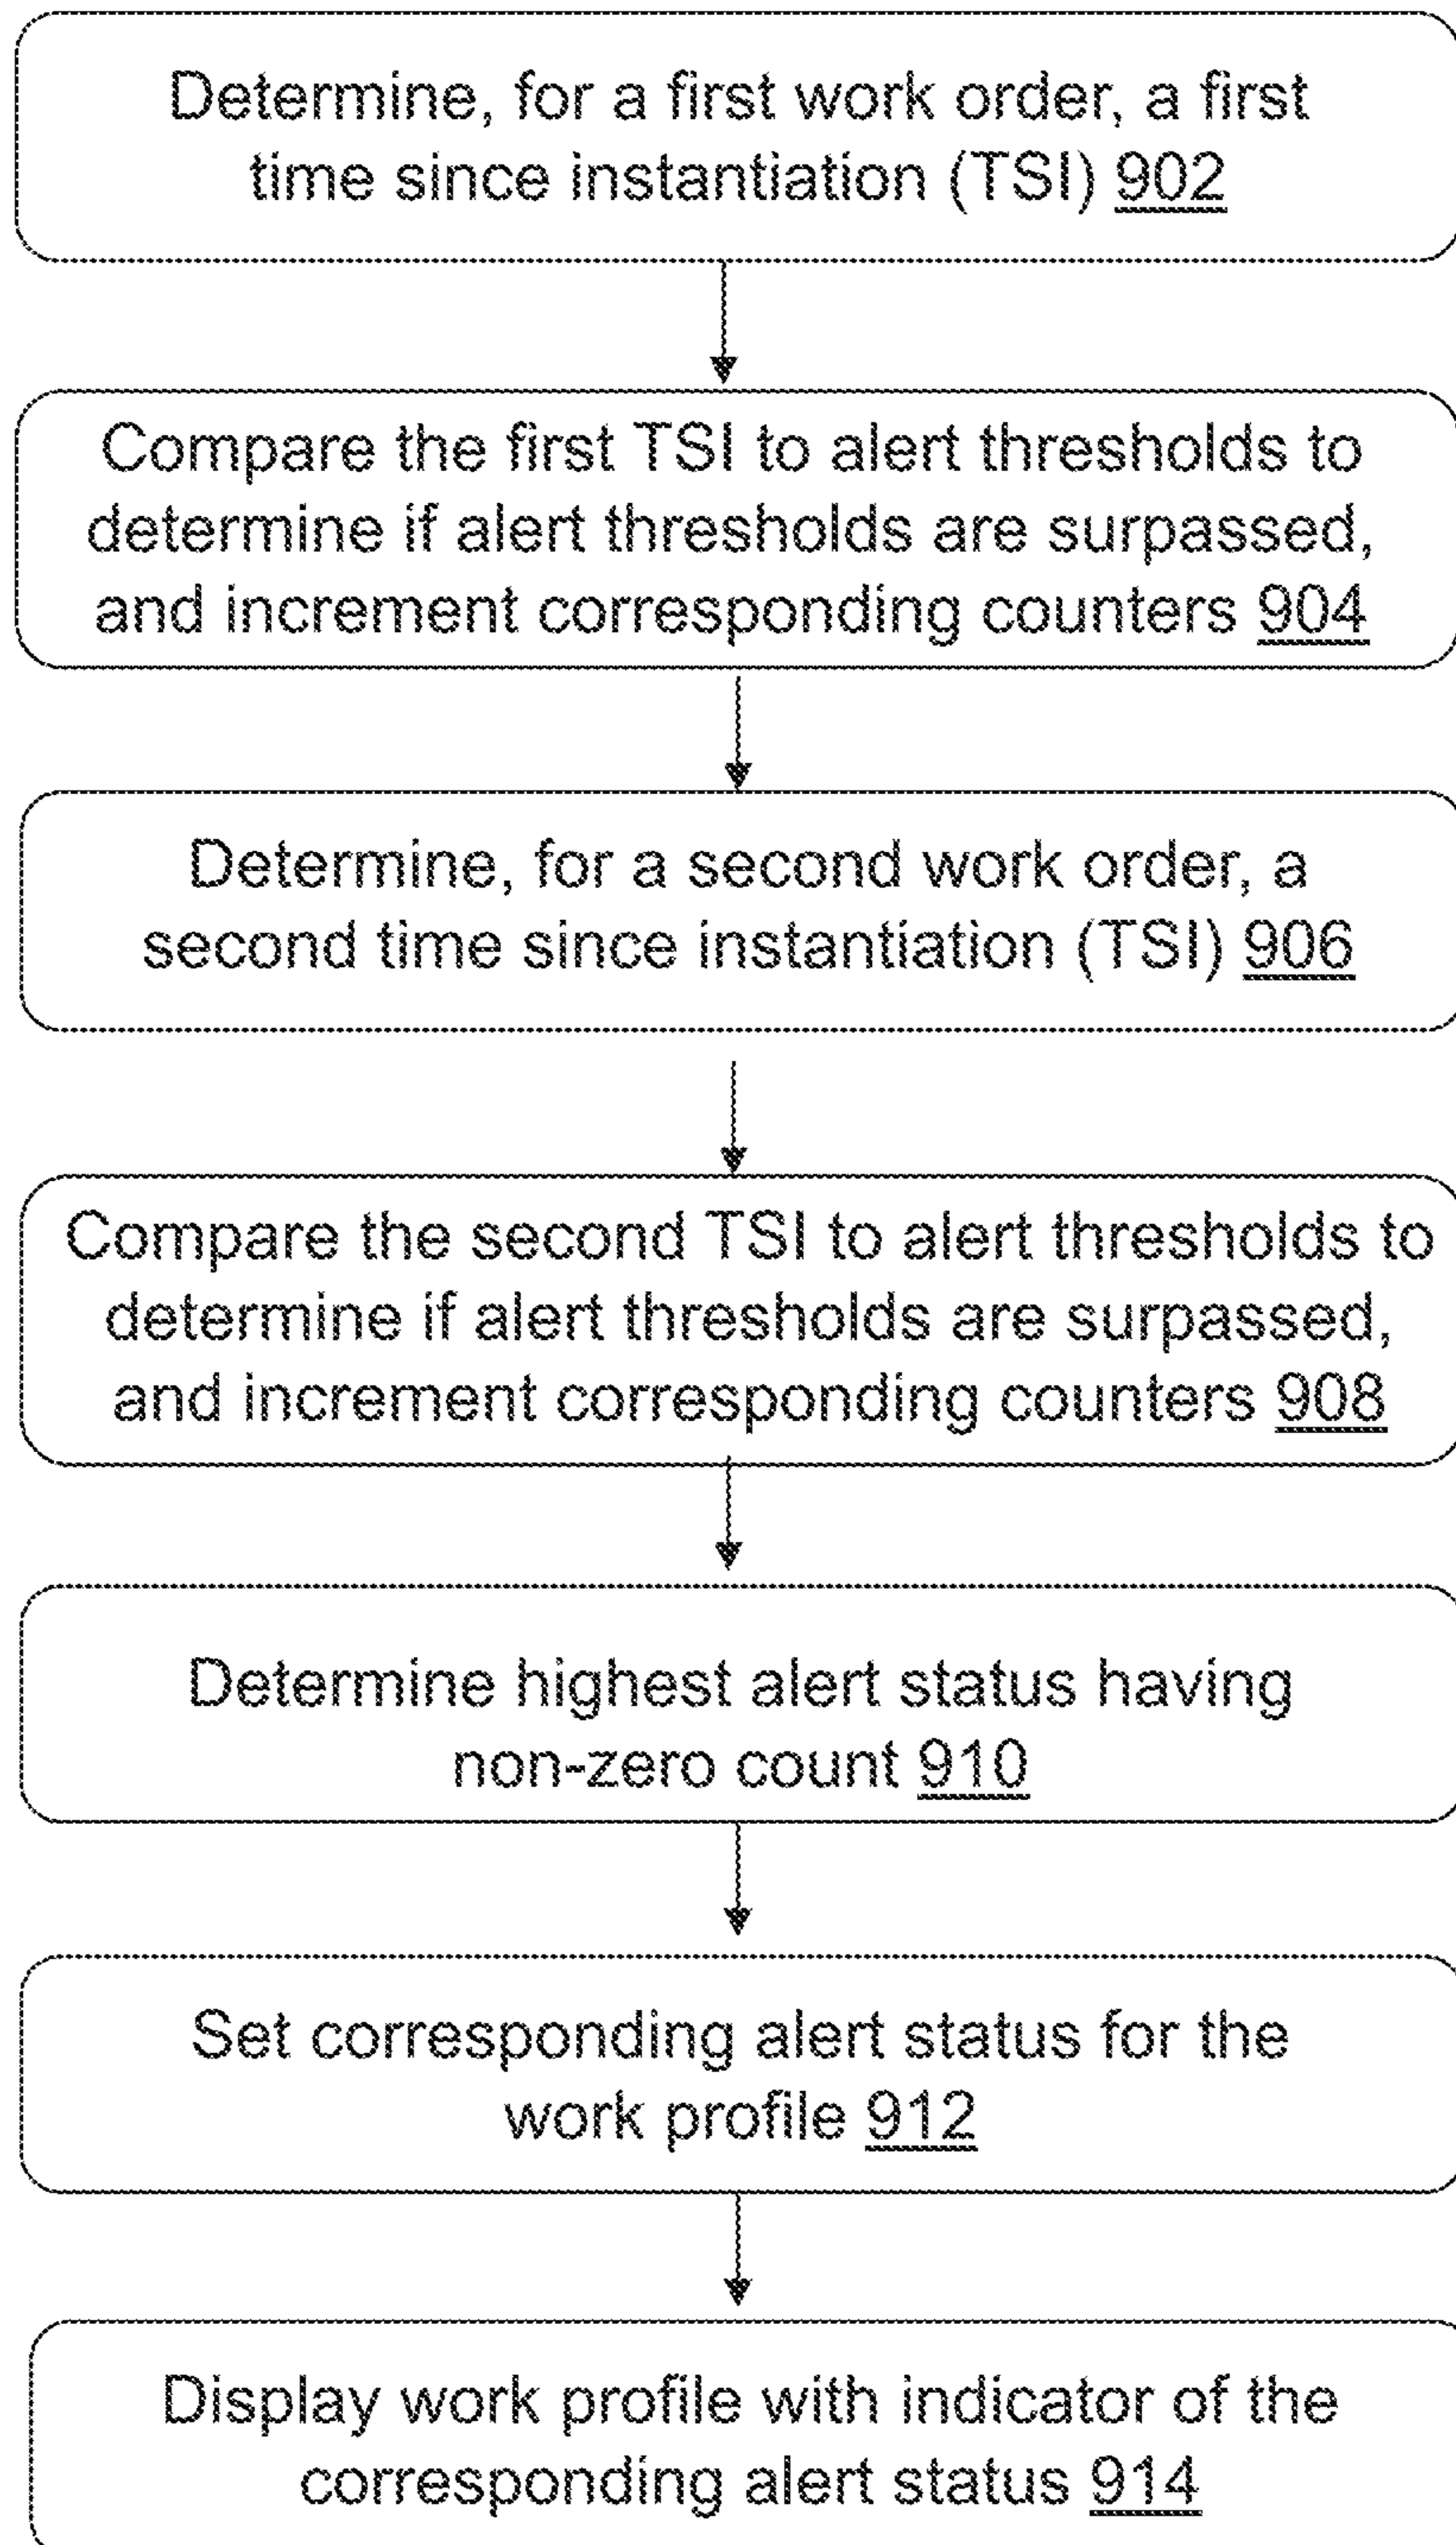 Determine, for a first work order, a first
time since instantiation (TSI) 902
Compare the first TSI to alert thresholds to
determine if alert thresholds are surpassed,
and increment corresponding counters 904
Determine, for a second work order, a
second time since instantiation (TSI) 906
Compare the second TSI to alert thresholds to
determine if alert thresholds are surpassed,
and increment corresponding counters 908
Determine highest alert status having
non-zero count 910
Set corresponding alert status for the
work profile 912
Display work profile with indicator of the
corresponding alert status 914